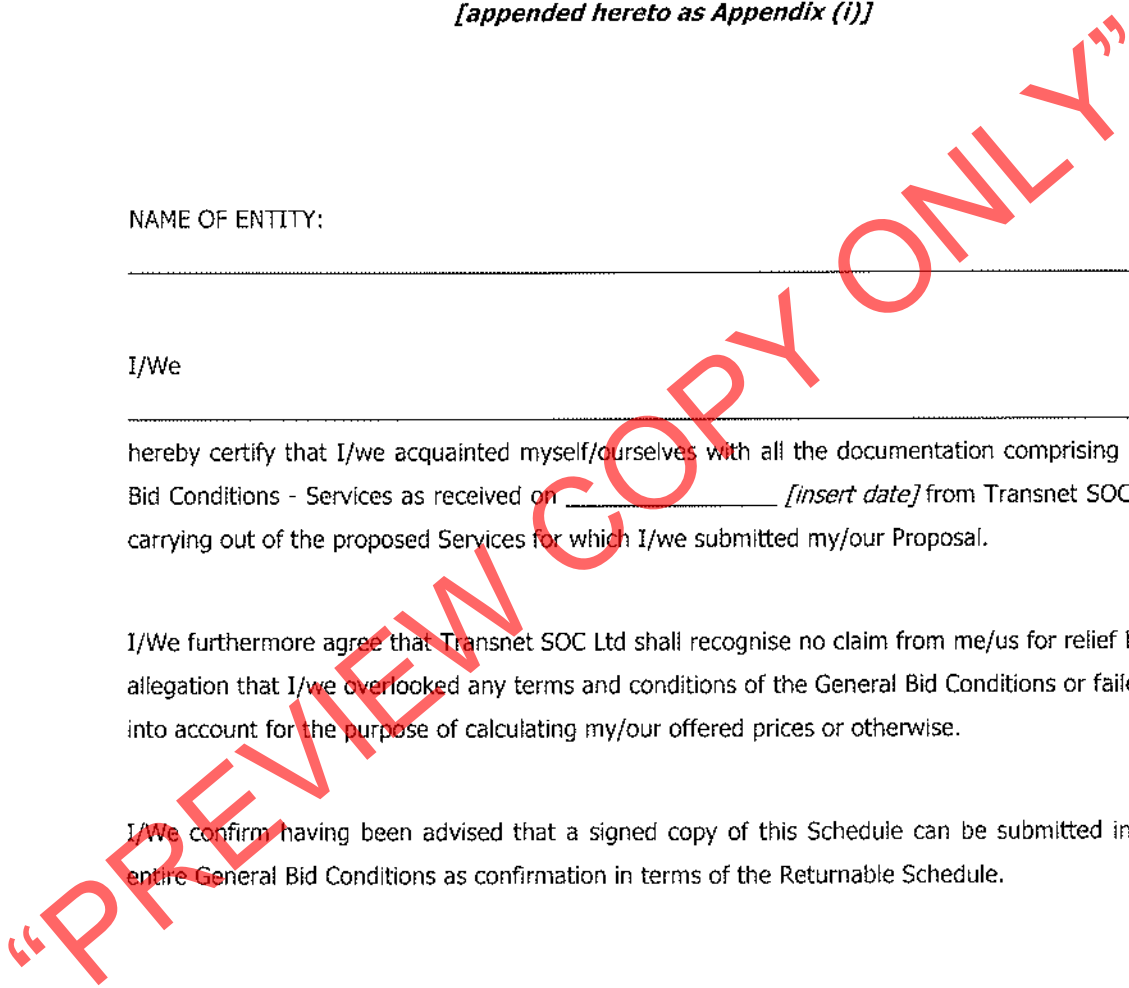 [appended hereto as Appendix (i)]
NAME OF ENTITY:
I/We
hereby certify that I/we acquainted myself/ourselves with all the documentation comprising
Bid Conditions - Services as received on ______________ [insert date] from Transnet SOC
carrying out of the proposed Services for which I/we submitted my/our Proposal.
I/We furthermore agree that Transnet SOC Ltd shall recognise no claim from me/us for relief
allegation that I/we overlooked any terms and conditions of the General Bid Conditions or
into account for the purpose of calculating my/our offered prices or otherwise.
I/We confirm having been advised that a signed copy of this Schedule can be submitted in
entire General Bid Conditions as confirmation in terms of the Returnable Schedule.
“PREVIEW COPY ONLY”